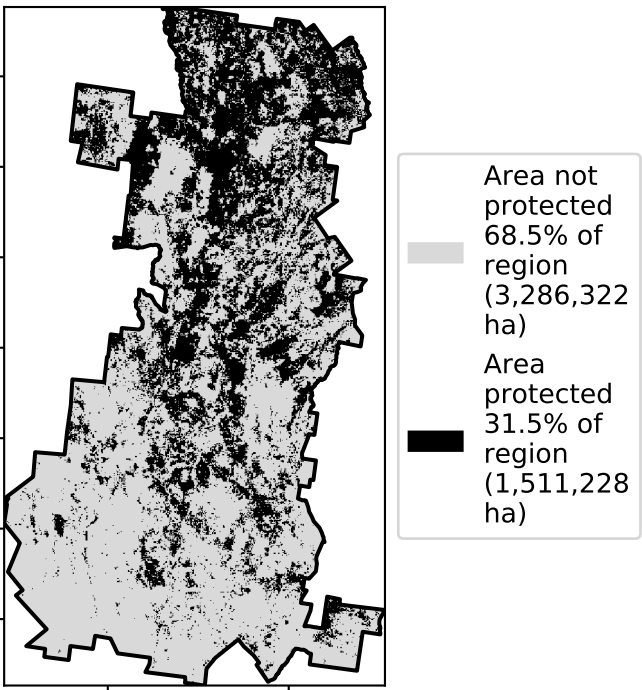 Area not
protected
68.5% of
region
(3,286,322
ha)
Area
protected
31.5% of
region
(1,511,228
ha)